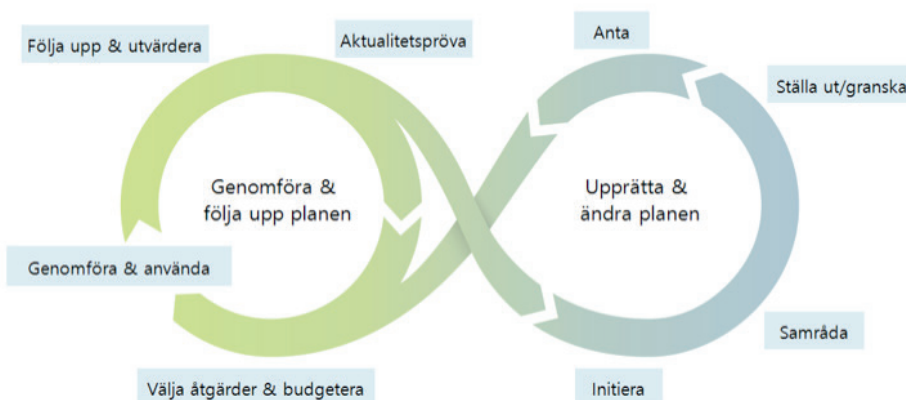 Följa upp & utvärdera
Aktualitetspröva
Anta
Ställa ut/granska
Genomföra &
följa upp planen
Upprätta &
ändra planen
Genomföra & använda
Samråda
Välja åtgärder & budgetera
Initiera